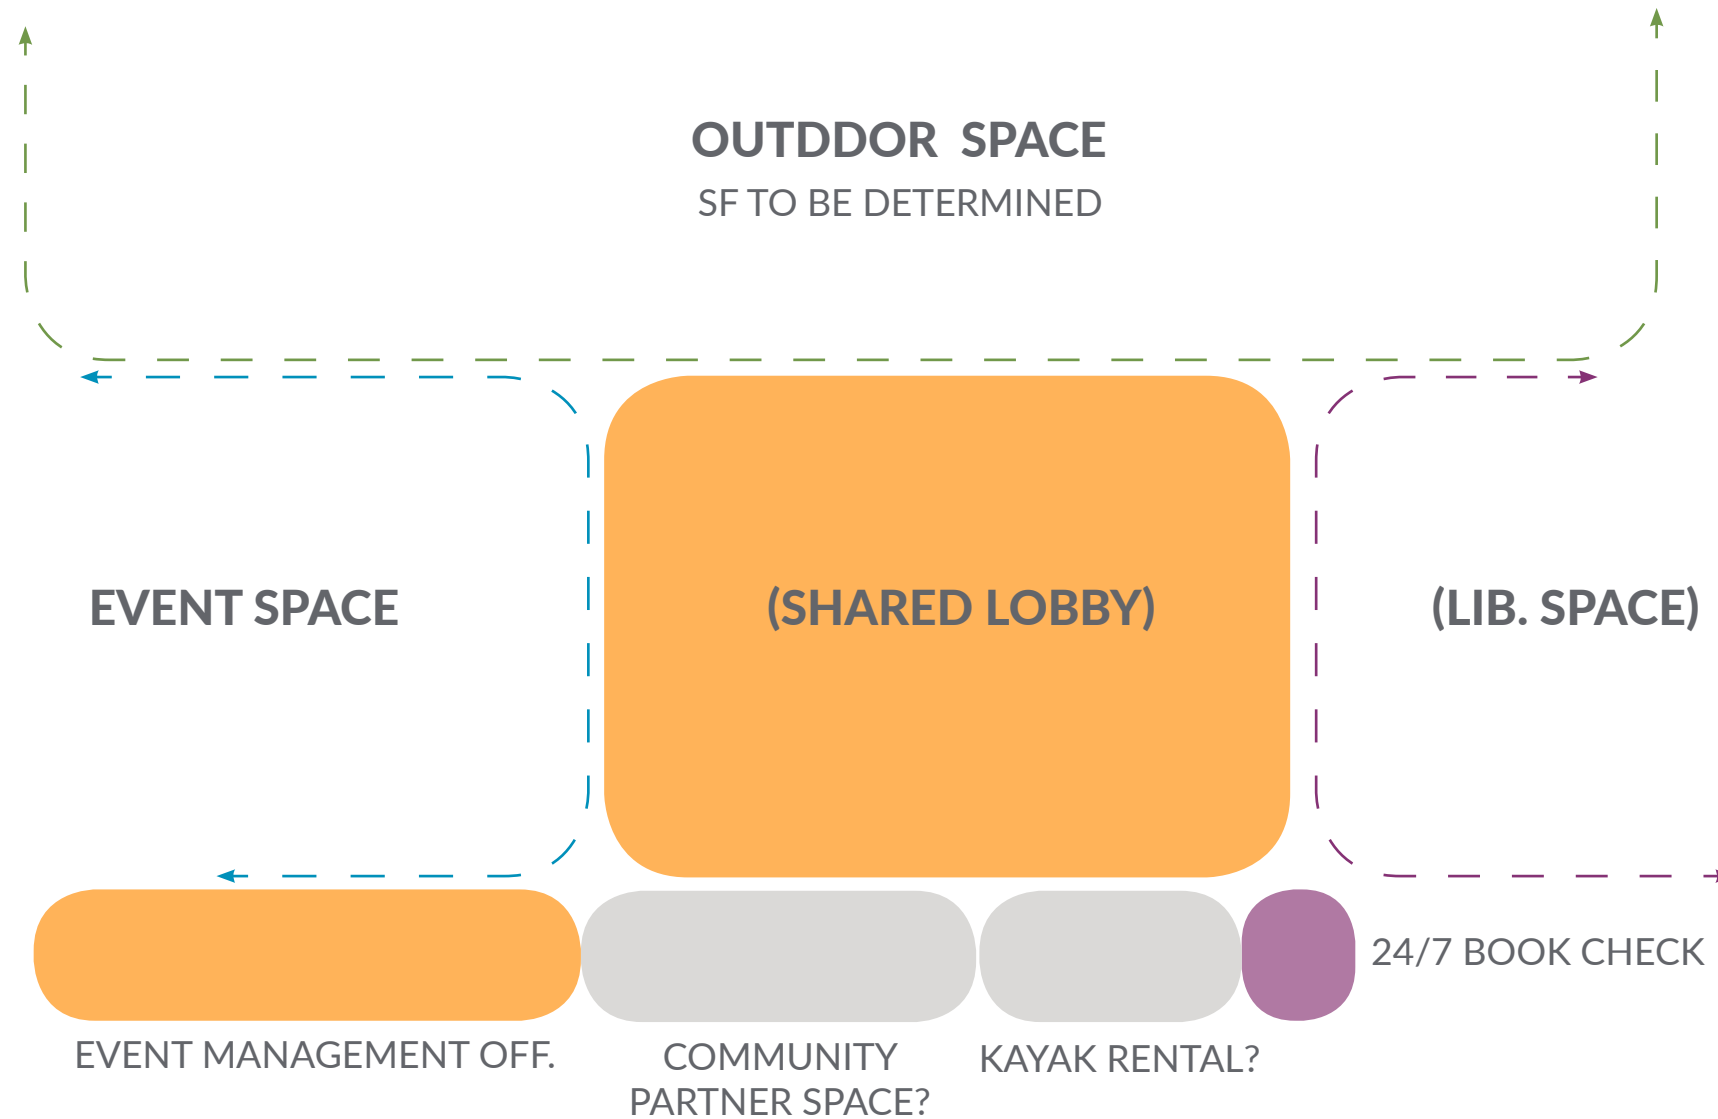 OUTDDOR SPACE
SF TO BE DETERMINED
EVENT SPACE
(SHARED LOBBY)
(LIB. SPACE)
24/7 BOOK CHECK
EVENT MANAGEMENT OFF.
COMMUNITY
PARTNER SPACE?
KAYAK RENTAL?